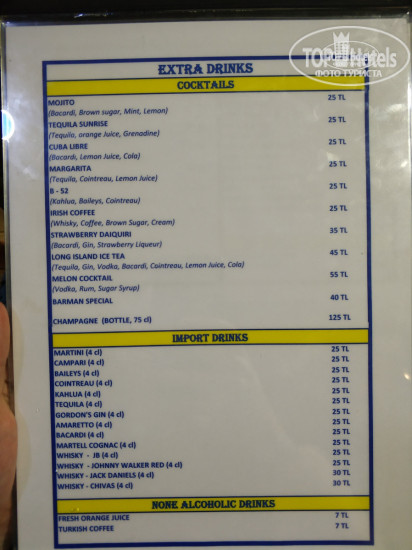 TOPHotels
ФОТО ТУРИСТА
EXTRA DRINKS
COCKTAILS
MOJITO 25 TL
(Bacardi, Brown sugar, Mint, Lemon)
TEQUILA SUNRISE 25 TL
(Tequilo, orange Juice, Grenadine)
CUBA LIBRE 25 TL
(Bacardi, Lemon Juice, Cola)
MARGARITA 25 TL
(Tequila, Cointreau, Lemon Juice)
B - 52 25 TL
(Kahlua, Baileys, Cointreau)
IRISH COFFEE 25 TL
(Whisky, Coffee, Brown Sugar, Cream)
STRAWBERRY DAIQUIRI 35 TL
(Bacardi, Gin, Strawberry Liqueur)
LONG ISLAND ICE TEA 45 TL
(Tequila, Gin, Vodka, Bacardi, Cointreau, Lemon Juice, Cola)
MELON COCKTAIL 55 TL
(Vodka, Rum, Sugar Syrup)
BARMAN SPECIAL 40 TL
CHAMPAGNE (BOTTLE, 75 cl) 125 TL
IMPORT DRINKS
MARTINI (4 cl) 25 TL
CAMPARI (4 cl) 25 TL
BAILEYS (4 cl) 25 TL
COINTREAU (4 cl) 25 TL
KAHLUA (4 cl) 25 TL
TEQUILA (4 cl) 25 TL
GORDON'S GIN (4 cl) 25 TL
AMARETTO (4 cl) 25 TL
BACARDI (4 cl) 25 TL
MARTELL COGNAC (4 cl) 25 TL
WHISKY - JB (4 cl) 25 TL
WHISKY - JOHNNY WALKER RED (4 cl) 25 TL
WHISKY - JACK DANIELS (4 cl) 30 TL
WHISKY - CHIVAS (4 cl) 30 TL
NONE ALCOHOLIC DRINKS
FRESH ORANGE JUICE 7 TL
TURKISH COFFEE 7 TL